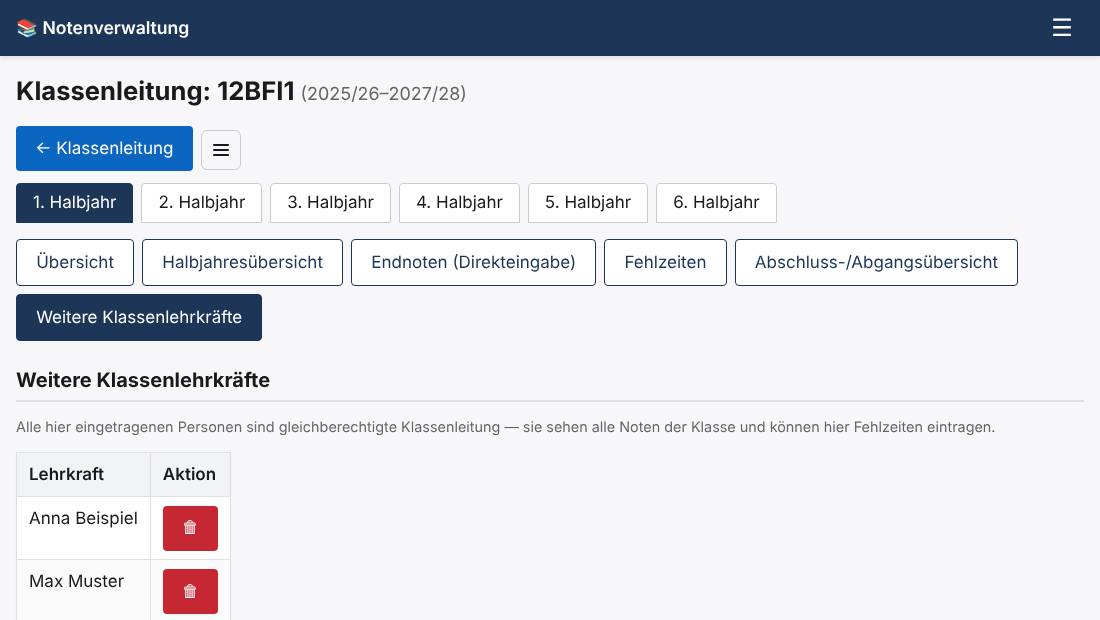 📚 Notenverwaltung ☰
Klassenleitung: 12BFI1 (2025/26–2027/28)
← Klassenleitung
1. Halbjahr 2. Halbjahr 3. Halbjahr 4. Halbjahr 5. Halbjahr 6. Halbjahr
Übersicht Halbjahresübersicht Endnoten (Direkteingabe) Fehlzeiten Abschluss-/Abgangsübersicht
Weitere Klassenlehrkräfte
Weitere Klassenlehrkräfte
Alle hier eingetragenen Personen sind gleichberechtigte Klassenleitung — sie sehen alle Noten der Klasse und können hier Fehlzeiten eintragen.
Lehrkraft Aktion
Anna Beispiel
Max Muster